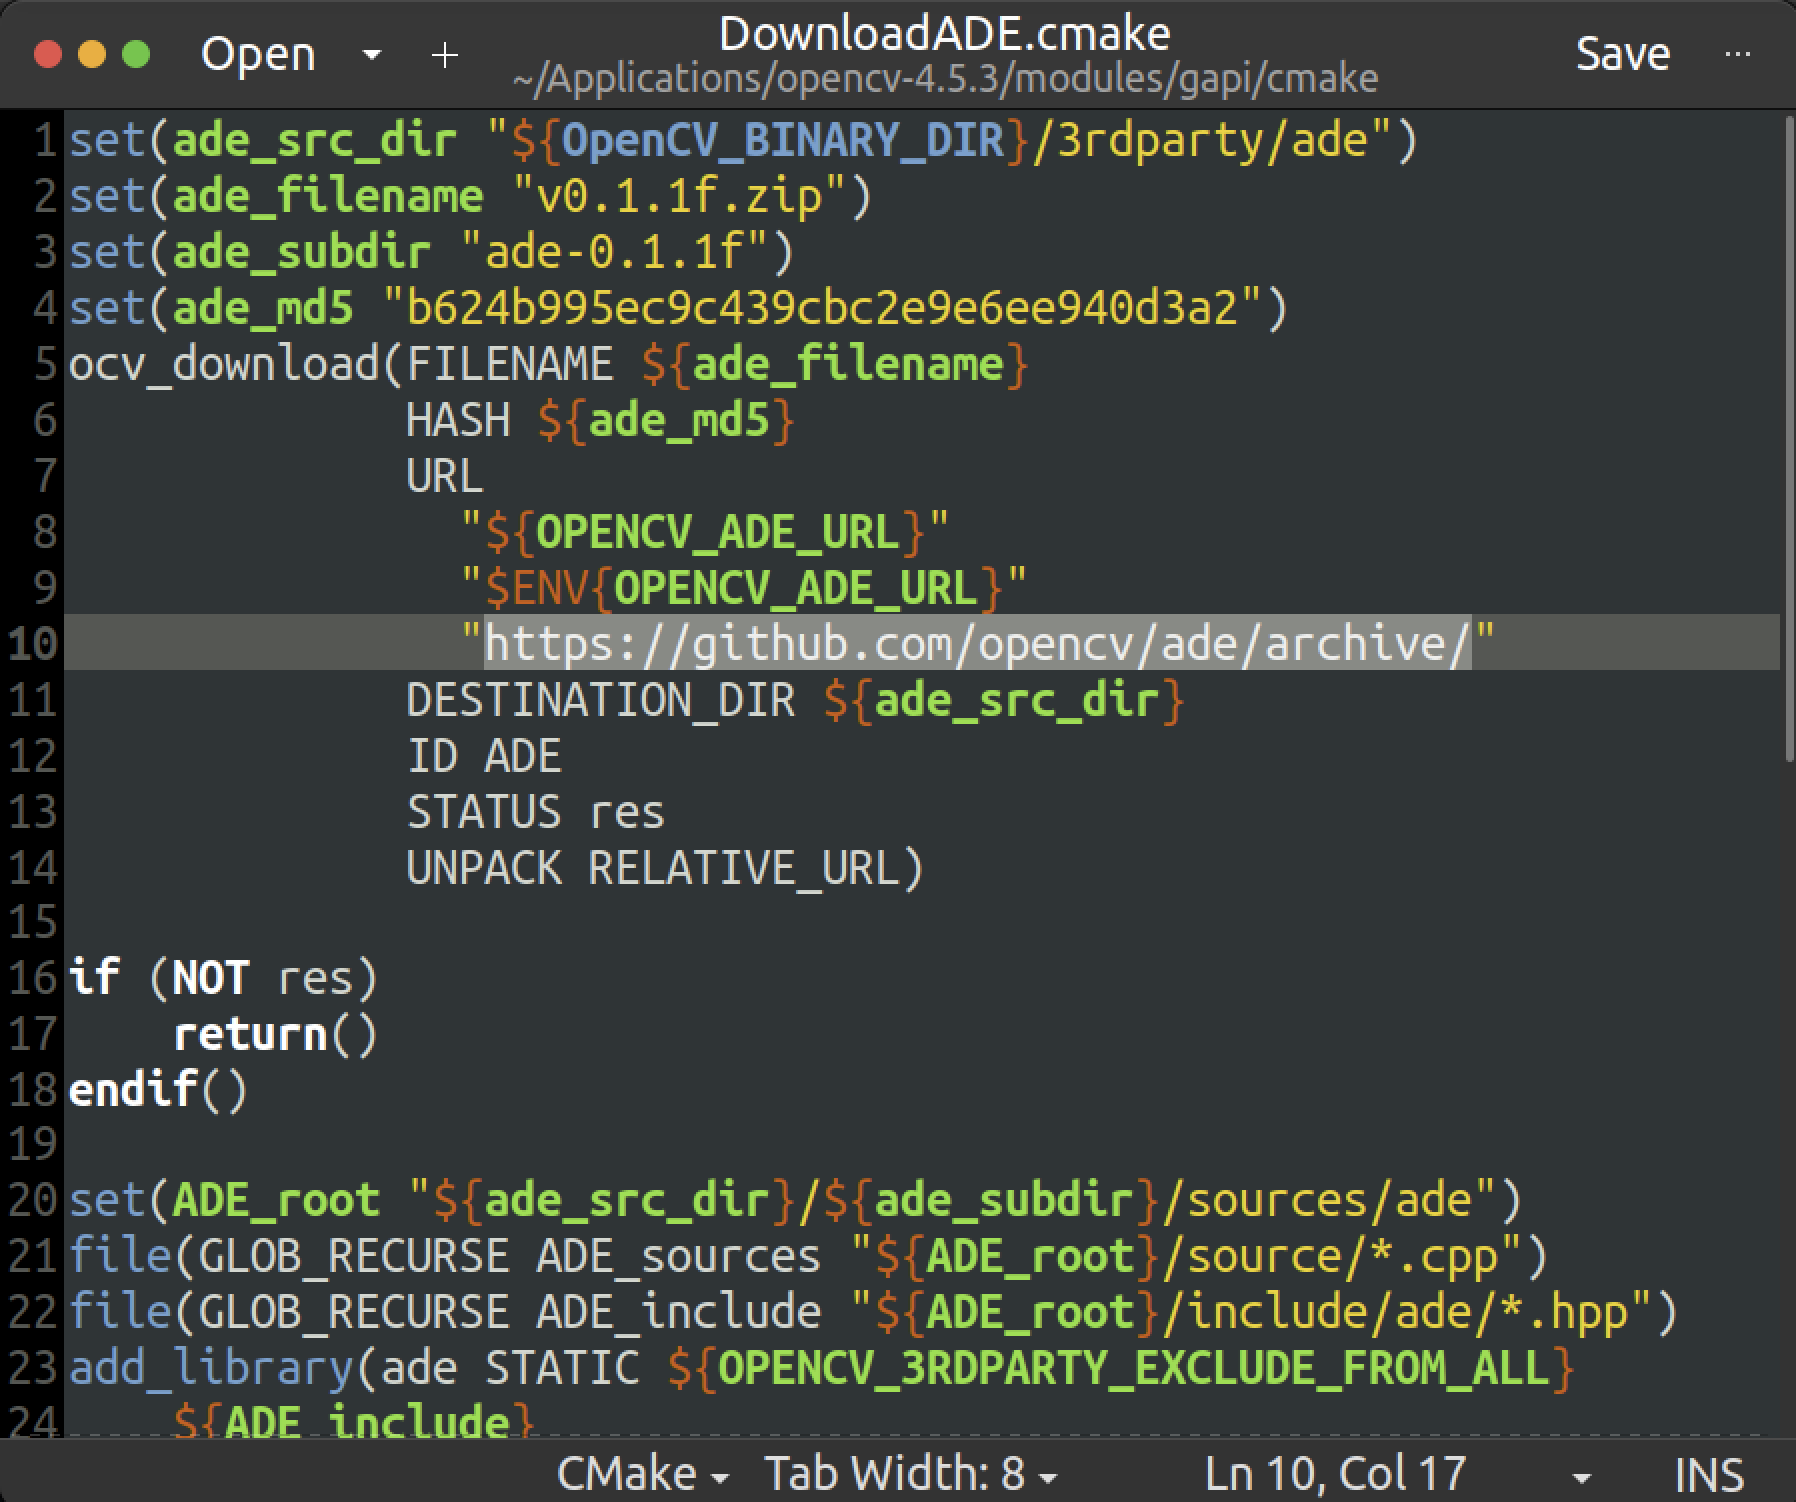 Open
+
DownloadADE.cmake
~/Applications/opencv-4.5.3/modules/gapi/cmake
Save
...
1 set(ade_src_dir "${OpenCV_BINARY_DIR}/3rdparty/ade")
2 set(ade_filename "v0.1.1f.zip")
3 set(ade_subdir "ade-0.1.1f")
4 set(ade_md5 "b624b995ec9c439cbc2e9e6ee940d3a2")
5 ocv_download(FILENAME ${ade_filename}
6              HASH ${ade_md5}
7              URL
8                "${OPENCV_ADE_URL}"
9                "$ENV{OPENCV_ADE_URL}"
10               "https://github.com/opencv/ade/archive/"
11             DESTINATION_DIR ${ade_src_dir}
12             ID ADE
13             STATUS res
14             UNPACK RELATIVE_URL)
15
16 if (NOT res)
17     return()
18 endif()
19
20 set(ADE_root "${ade_src_dir}/${ade_subdir}/sources/ade")
21 file(GLOB_RECURSE ADE_sources "${ADE_root}/source/*.cpp")
22 file(GLOB_RECURSE ADE_include "${ADE_root}/include/ade/*.hpp")
23 add_library(ade STATIC ${OPENCV_3RDPARTY_EXCLUDE_FROM_ALL}
24     ${ADE_include}
CMake Tab Width: 8 Ln 10, Col 17 INS